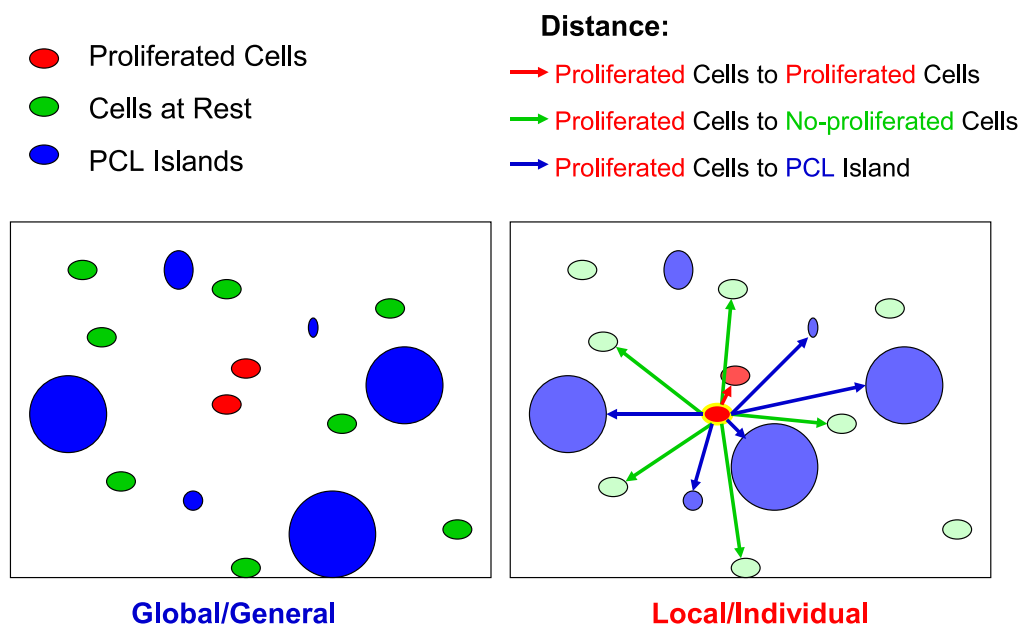 Proliferated Cells
Cells at Rest
PCL Islands
Distance:
Proliferated Cells to Proliferated Cells
Proliferated Cells to No-proliferated Cells
Proliferated Cells to PCL Island
Global/General
Local/Individual